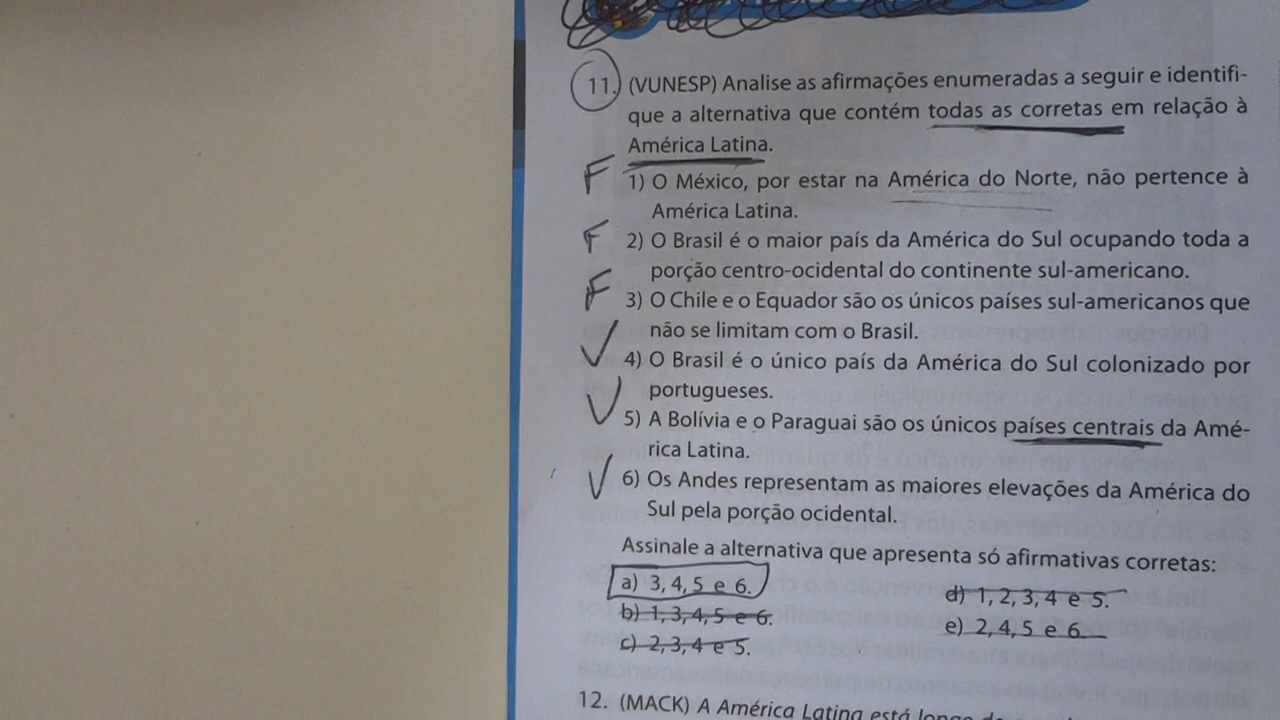 11. (VUNESP) Analise as afirmações enumeradas a seguir e identifi-
que a alternativa que contém todas as corretas em relação à
América Latina.
F 1) O México, por estar na América do Norte, não pertence à
América Latina.
F 2) O Brasil é o maior país da América do Sul ocupando toda a
porção centro-ocidental do continente sul-americano.
F 3) O Chile e o Equador são os únicos países sul-americanos que
não se limitam com o Brasil.
V 4) O Brasil é o único país da América do Sul colonizado por
portugueses.
V 5) A Bolívia e o Paraguai são os únicos países centrais da Amé-
rica Latina.
V 6) Os Andes representam as maiores elevações da América do
Sul pela porção ocidental.
Assinale a alternativa que apresenta só afirmativas corretas:
a) 3, 4, 5 e 6.
b) 1, 3, 4, 5 e 6.
c) 2, 3, 4 e 5.
d) 1, 2, 3, 4 e 5.
e) 2, 4, 5 e 6.
12. (MACK) A América Latina está longe